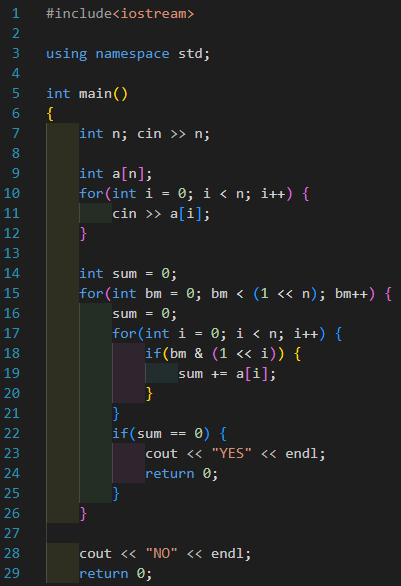 1 #include<iostream>
2
3 using namespace std;
4
5 int main()
6 {
7     int n; cin >> n;
8
9     int a[n];
10     for(int i = 0; i < n; i++) {
11         cin >> a[i];
12     }
13
14     int sum = 0;
15     for(int bm = 0; bm < (1 << n); bm++) {
16         sum = 0;
17         for(int i = 0; i < n; i++) {
18             if(bm & (1 << i)) {
19                 sum += a[i];
20             }
21         }
22         if(sum == 0) {
23             cout << "YES" << endl;
24             return 0;
25         }
26     }
27
28     cout << "NO" << endl;
29     return 0;